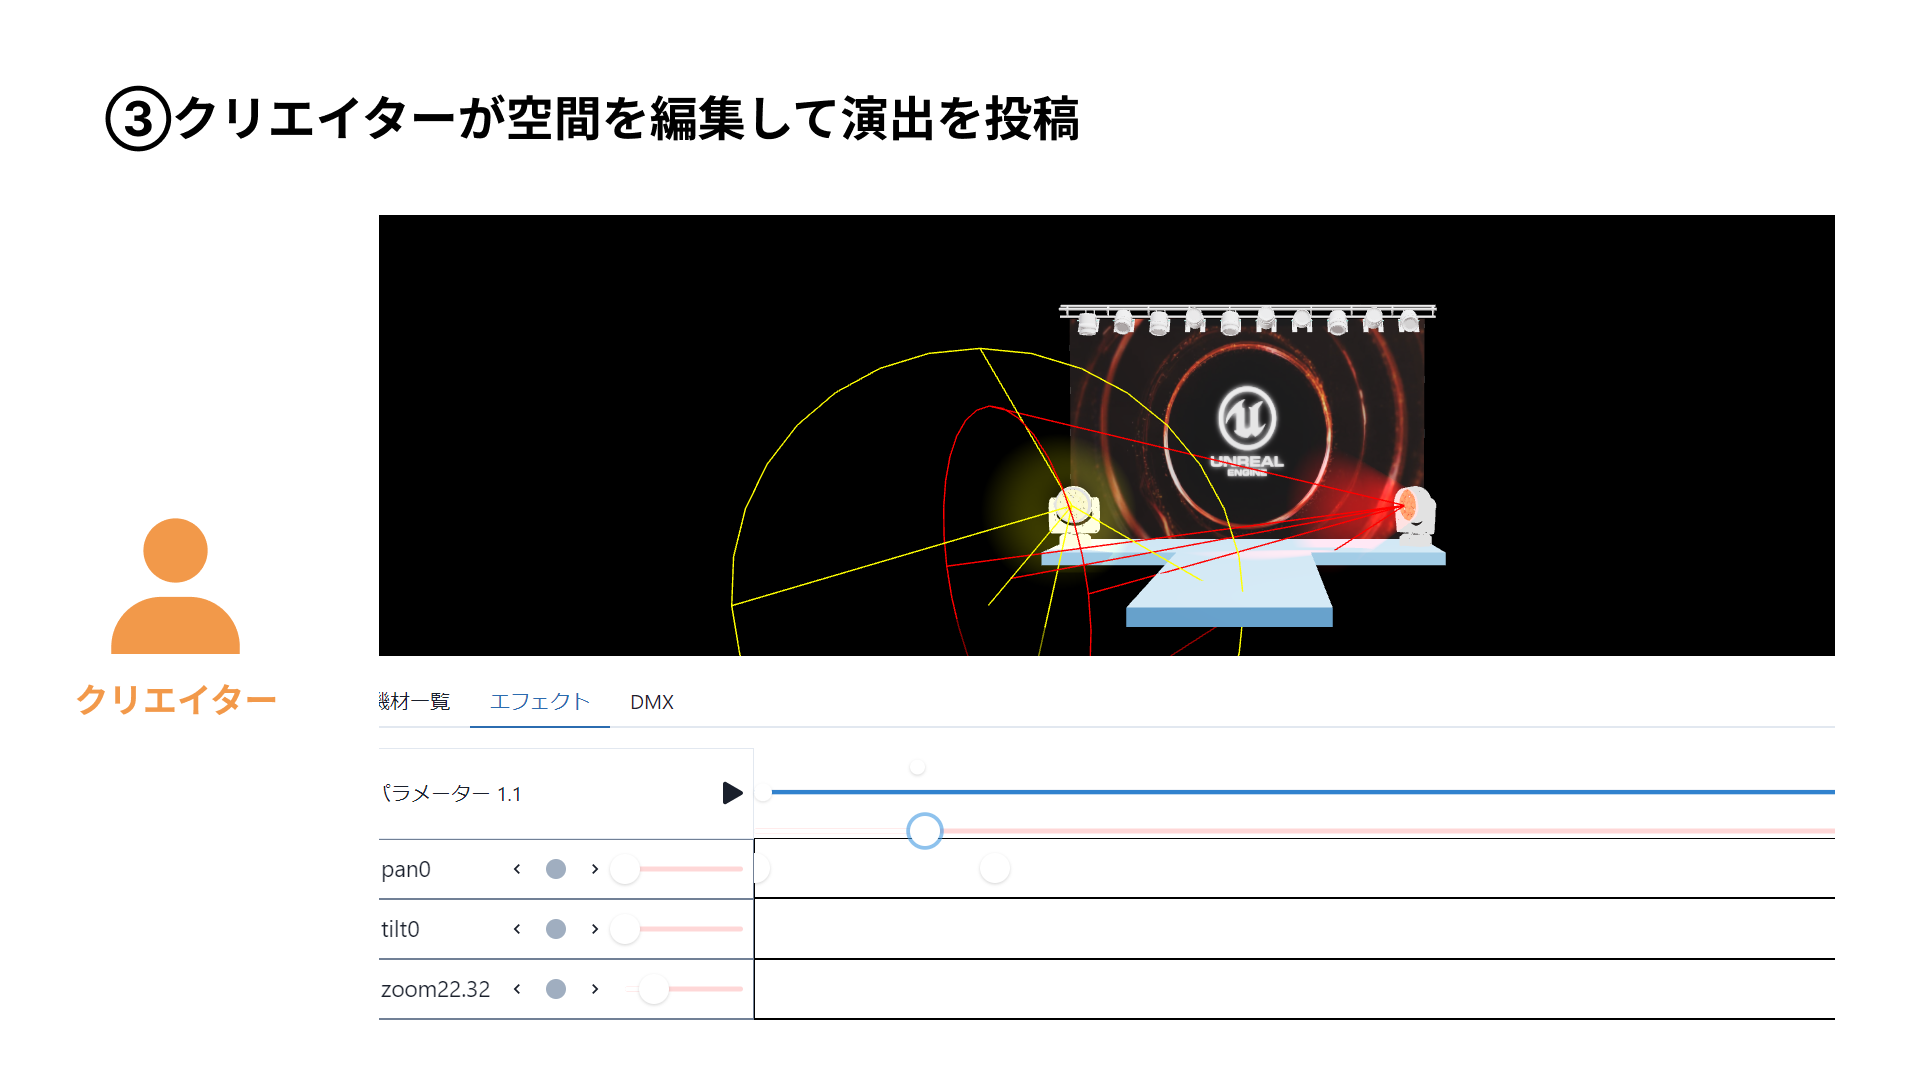 ③クリエイターが空間を編集して演出を投稿
UNREAL
ENGINE
クリエイター
機材一覧 エフェクト DMX
パラメーター 1.1
pan0
tilt0
zoom22.32